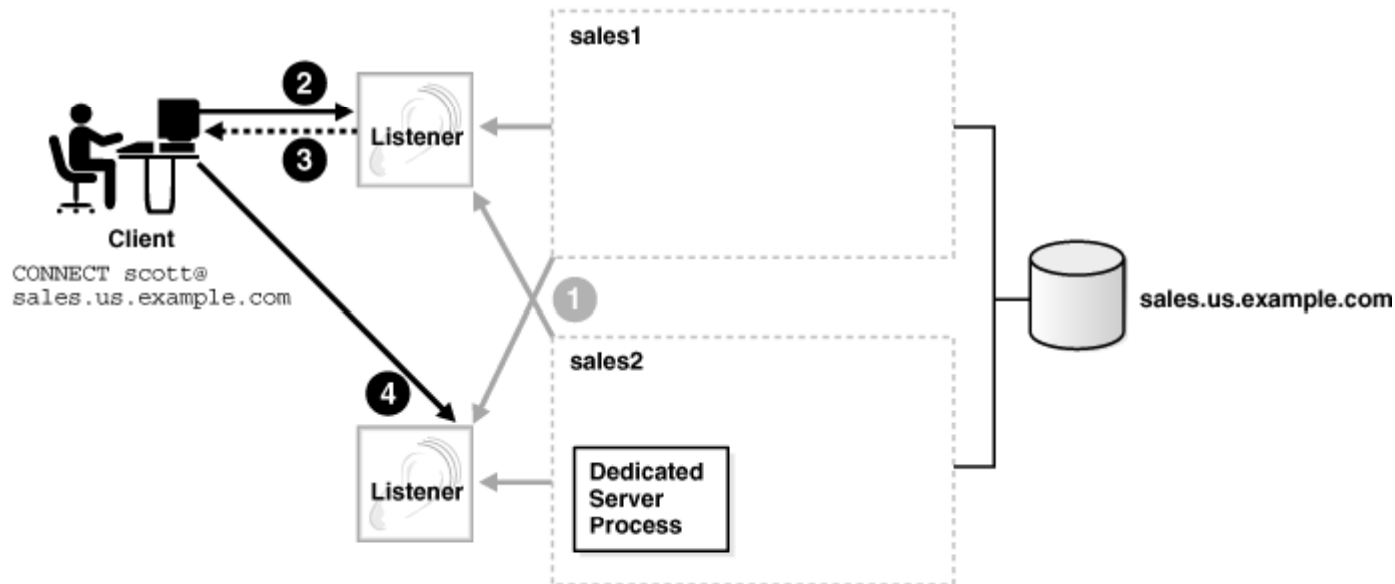 sales1
2
Listener
3
Client
CONNECT scott@
sales.us.example.com
1
sales.us.example.com
sales2
4
Listener
Dedicated
Server
Process